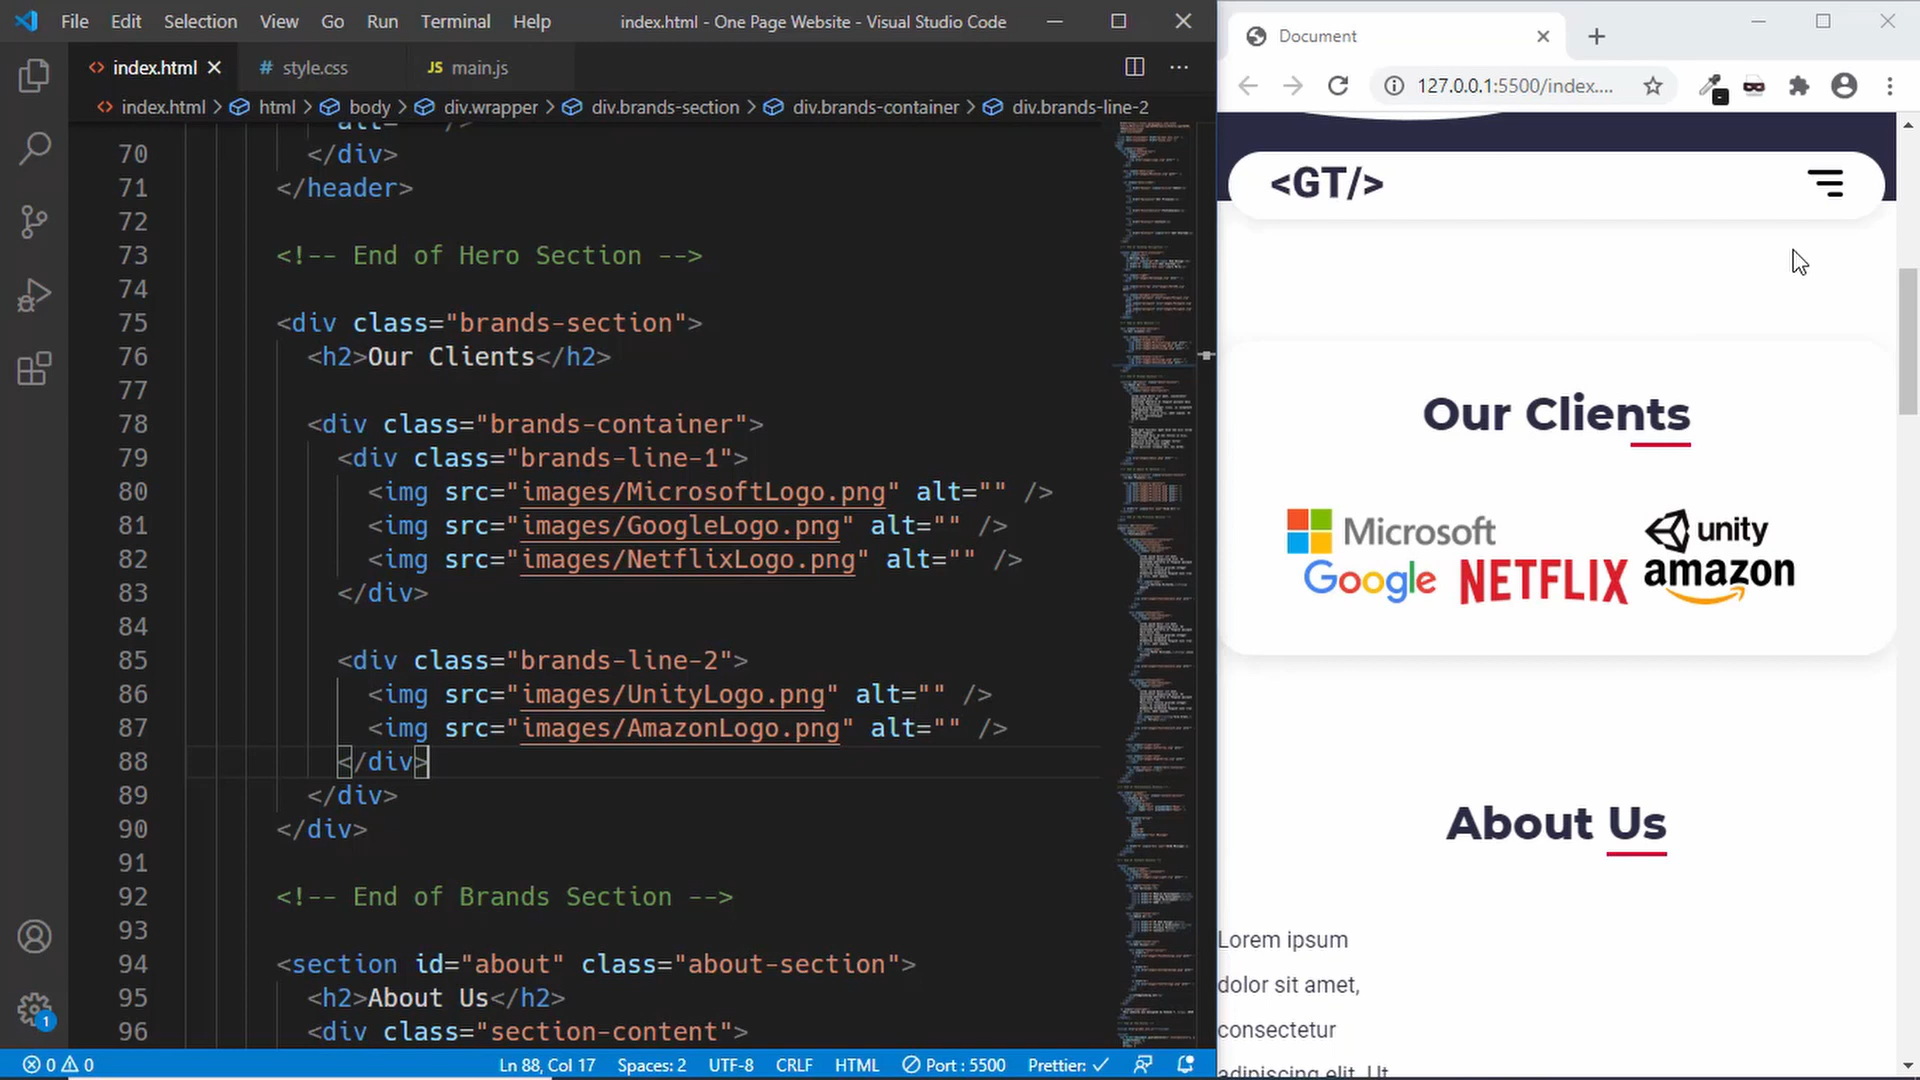 File Edit Selection View Go Run Terminal Help index.html - One Page Website - Visual Studio Code
index.html style.css JS main.js
index.html > html > body > div.wrapper > div.brands-section > div.brands-container > div.brands-line-2
70 </div>
71 </header>
72
73 <!-- End of Hero Section -->
74
75 <div class="brands-section">
76 <h2>Our Clients</h2>
77
78 <div class="brands-container">
79 <div class="brands-line-1">
80 <img src="images/MicrosoftLogo.png" alt="" />
81 <img src="images/GoogleLogo.png" alt="" />
82 <img src="images/NetflixLogo.png" alt="" />
83 </div>
84
85 <div class="brands-line-2">
86 <img src="images/UnityLogo.png" alt="" />
87 <img src="images/AmazonLogo.png" alt="" />
88 </div>
89 </div>
90 </div>
91
92 <!-- End of Brands Section -->
93
94 <section id="about" class="about-section">
95 <h2>About Us</h2>
96 <div class="section-content">
1
0 0 Ln 88, Col 17 Spaces: 2 UTF-8 CRLF HTML Port : 5500 Prettier: ✓
Document
127.0.0.1:5500/index....
<GT/>
Our Clients
Microsoft unity
Google NETFLIX amazon
About Us
Lorem ipsum
dolor sit amet,
consectetur
adipiscing elit. Ut